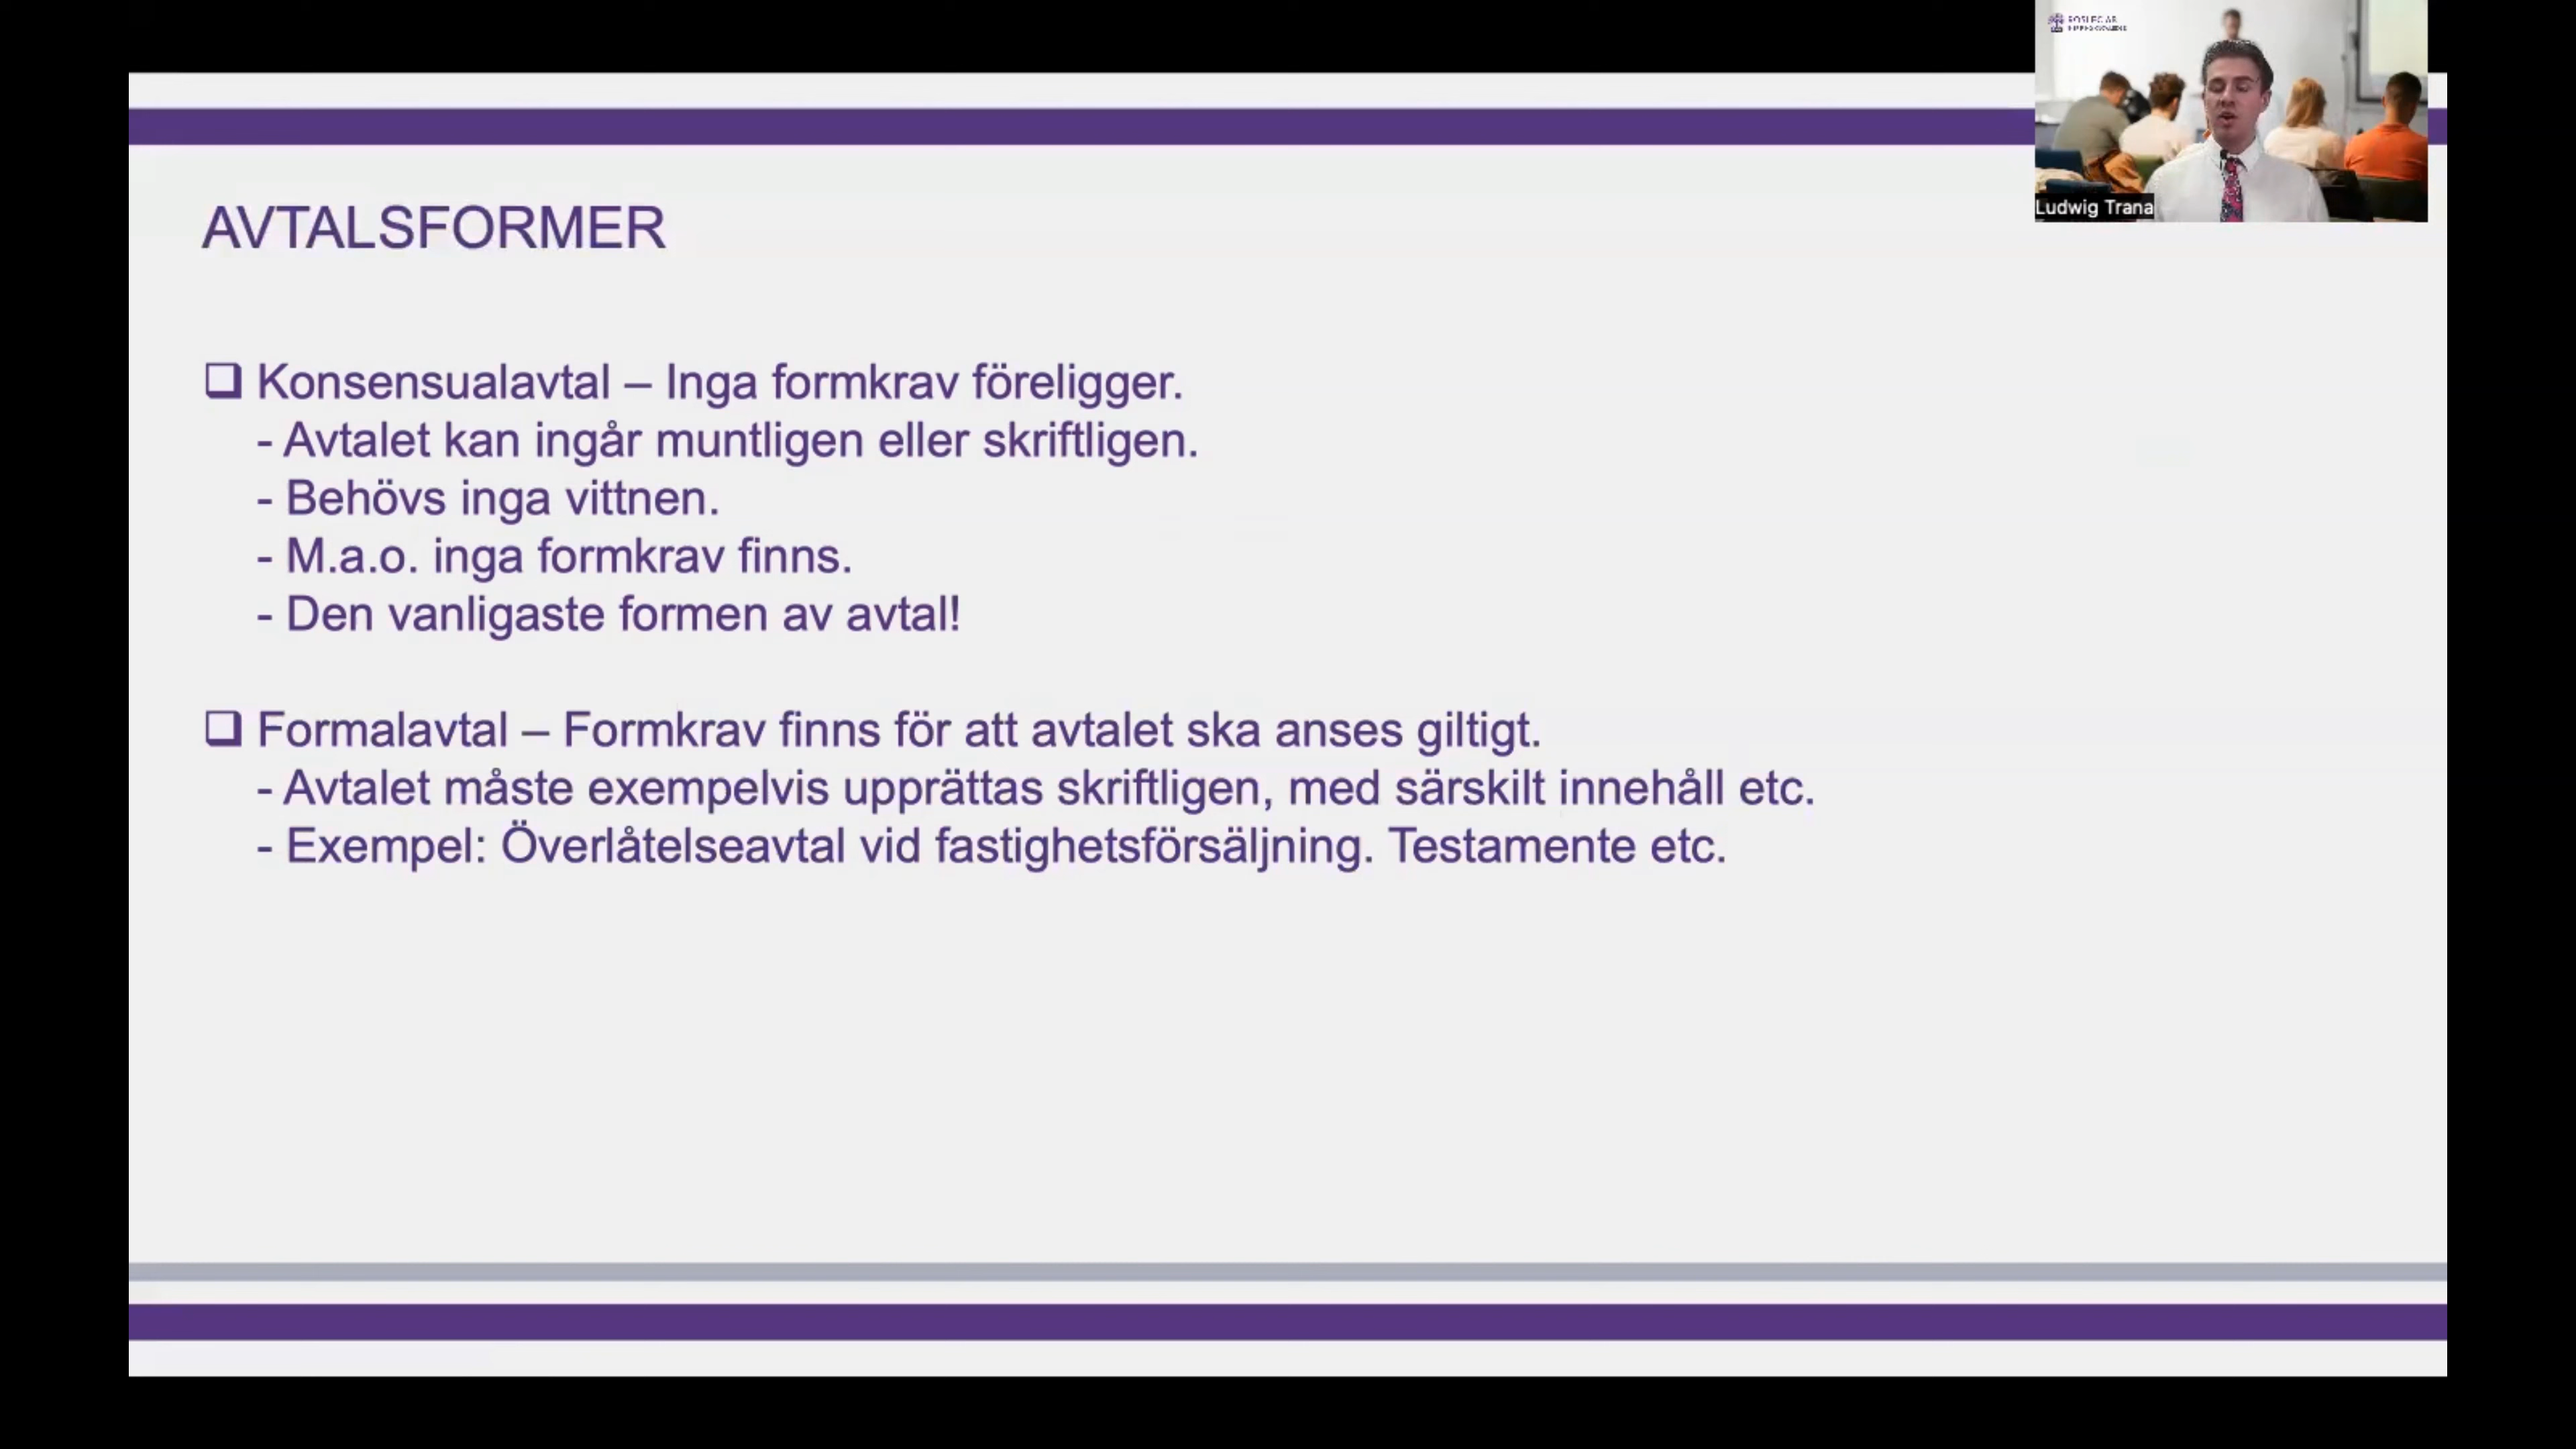 AVTALSFORMER
❑ Konsensualavtal – Inga formkrav föreligger.
- Avtalet kan ingår muntligen eller skriftligen.
- Behövs inga vittnen.
- M.a.o. inga formkrav finns.
- Den vanligaste formen av avtal!
❑ Formalavtal – Formkrav finns för att avtalet ska anses giltigt.
- Avtalet måste exempelvis upprättas skriftligen, med särskilt innehåll etc.
- Exempel: Överlåtelseavtal vid fastighetsförsäljning. Testamente etc.
Ludwig Trana